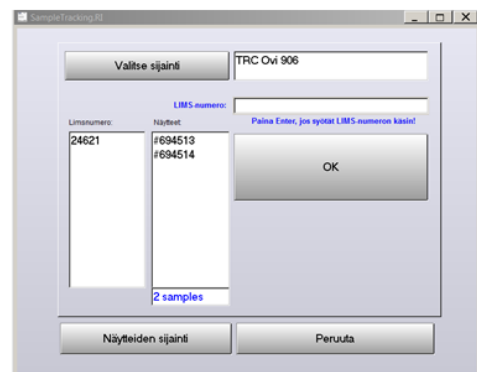 SampleTracking.RI
Valitse sijainti
TRC Ovi 906
LIMS-numero:
Paina Enter, jos syötät LIMS-numeron käsin!
Limsnumero:
Näytteet:
24621
#694513
#694514
OK
2 samples
Näytteiden sijainti
Peruuta